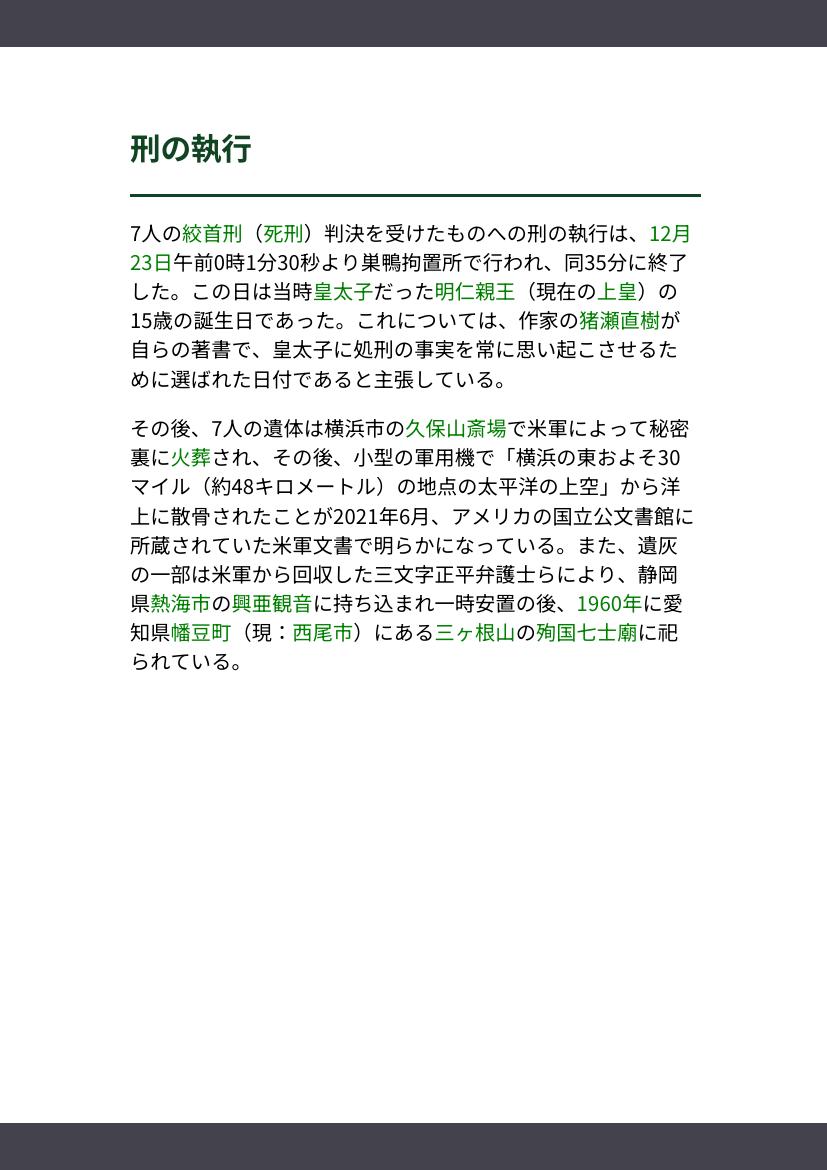 刑の執行
7人の絞首刑（死刑）判決を受けたものへの刑の執行は、12月
23日午前0時1分30秒より巣鴨拘置所で行われ、同35分に終了
した。この日は当時皇太子だった明仁親王（現在の上皇）の
15歳の誕生日であった。これについては、作家の猪瀬直樹が
自らの著書で、皇太子に処刑の事実を常に思い起こさせるた
めに選ばれた日付であると主張している。
その後、7人の遺体は横浜市の久保山斎場で米軍によって秘密
裏に火葬され、その後、小型の軍用機で「横浜の東およそ30
マイル（約48キロメートル）の地点の太平洋の上空」から洋
上に散骨されたことが2021年6月、アメリカの国立公文書館に
所蔵されていた米軍文書で明らかになっている。また、遺灰
の一部は米軍から回収した三文字正平弁護士らにより、静岡
県熱海市の興亜観音に持ち込まれ一時安置の後、1960年に愛
知県幡豆町（現：西尾市）にある三ヶ根山の殉国七士廟に祀
られている。